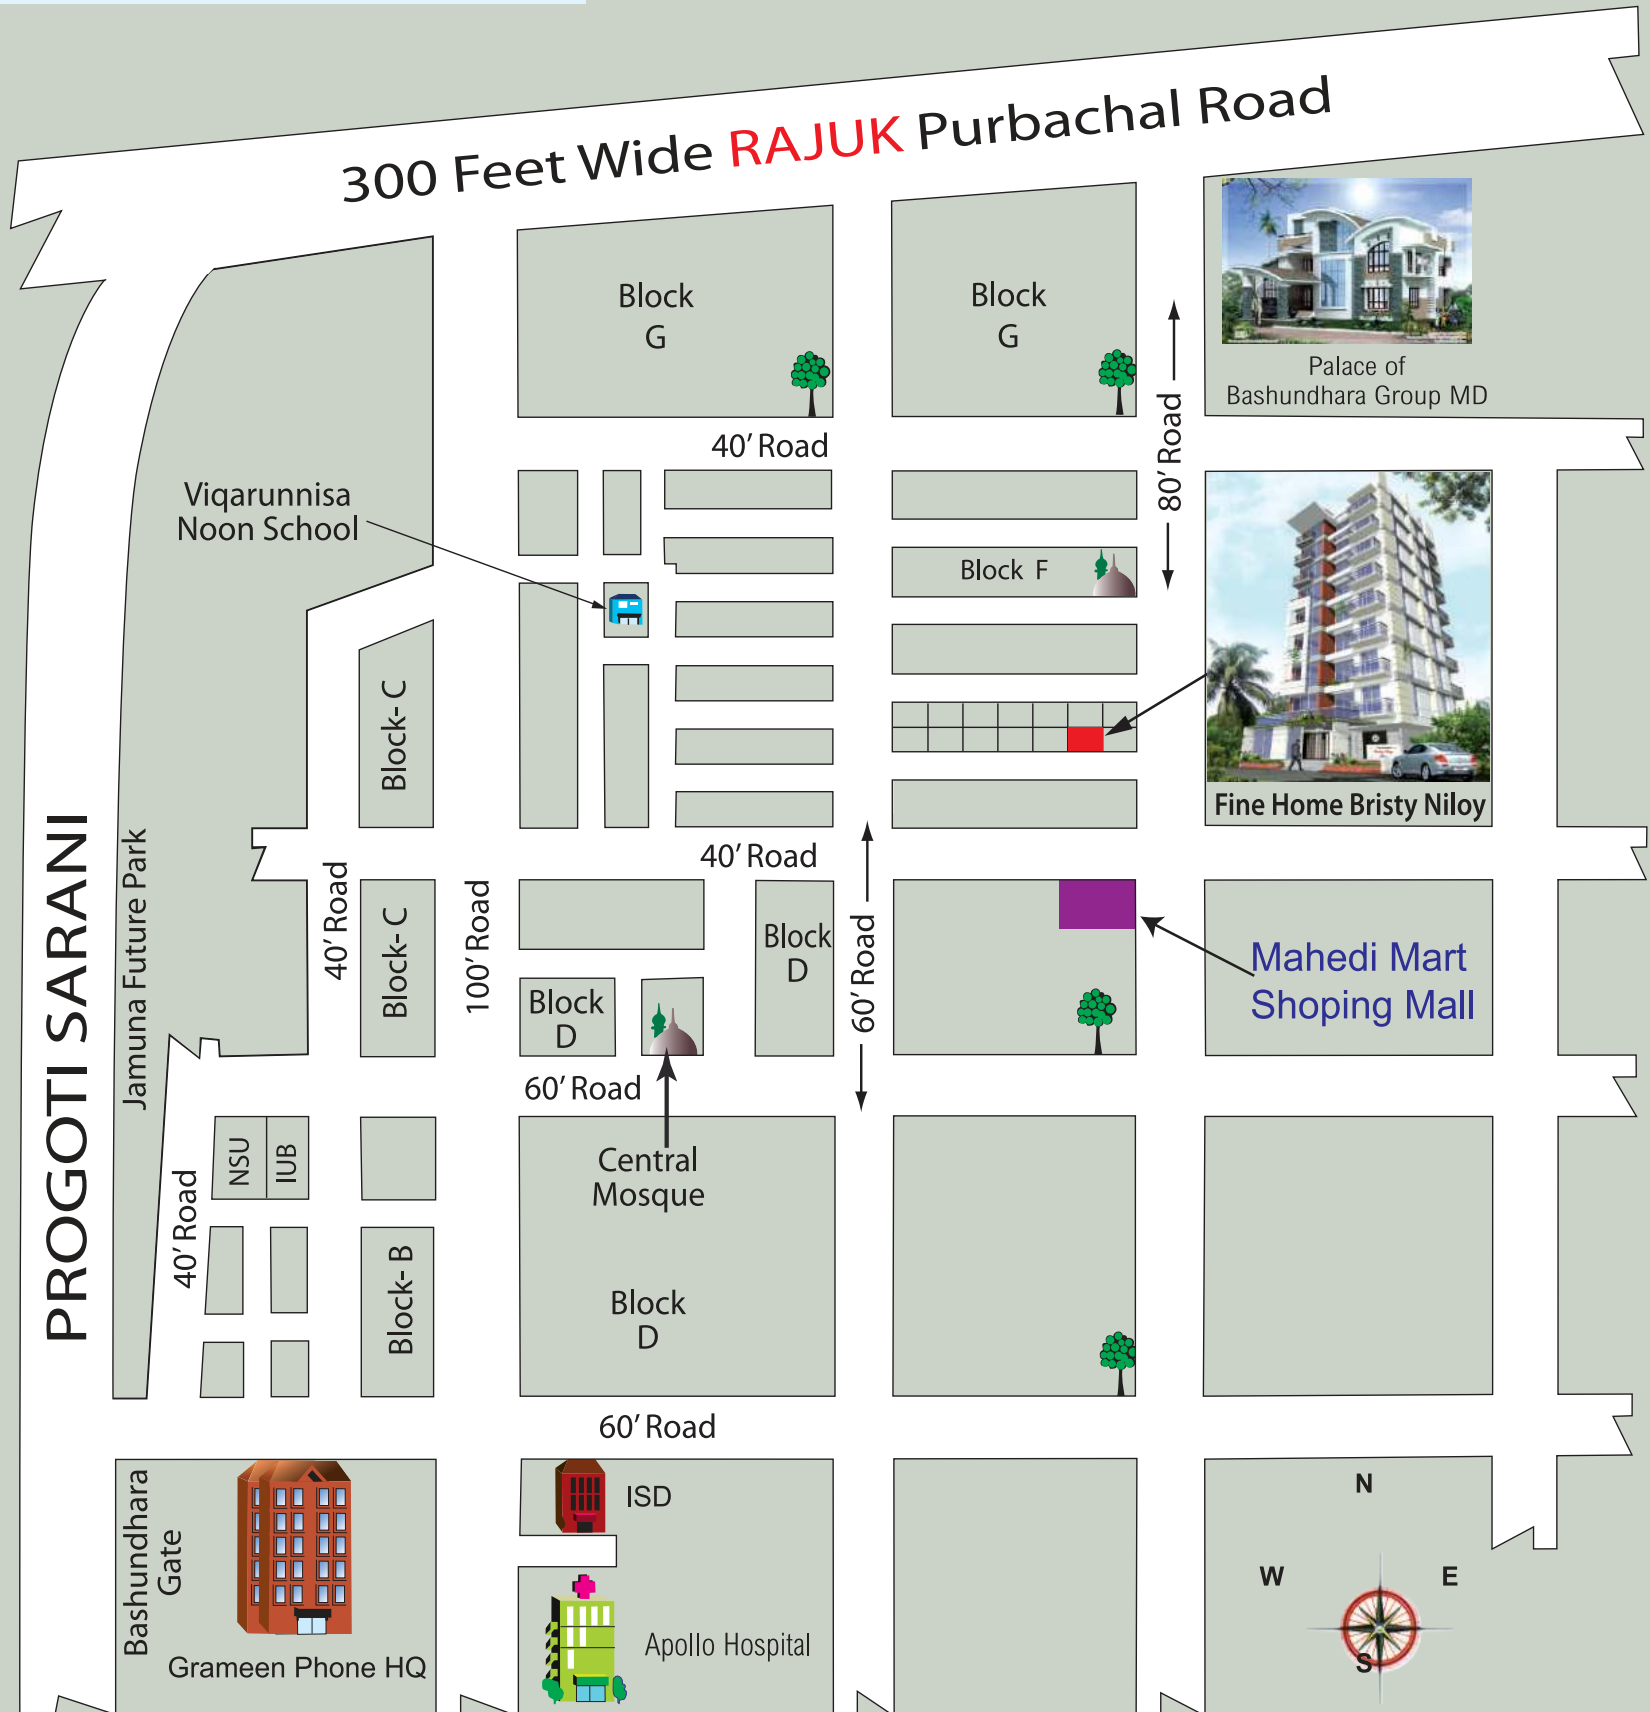 300 Feet Wide RAJUK Purbachal Road
Block
G
Block
G
Palace of
Bashundhara Group MD
40' Road
80' Road
Viqarunnisa
Noon School
Block F
Block- C
Fine Home Bristy Niloy
PROGOTI SARANI
Jamuna Future Park
40' Road
40' Road
Block- C
100' Road
Block
D
60' Road
Block
D
Mahedi Mart
Shoping Mall
60' Road
Central
Mosque
NSU
IUB
40' Road
Block- B
Block
D
60' Road
Bashundhara
Gate
Grameen Phone HQ
ISD
Apollo Hospital
N
W
E
S